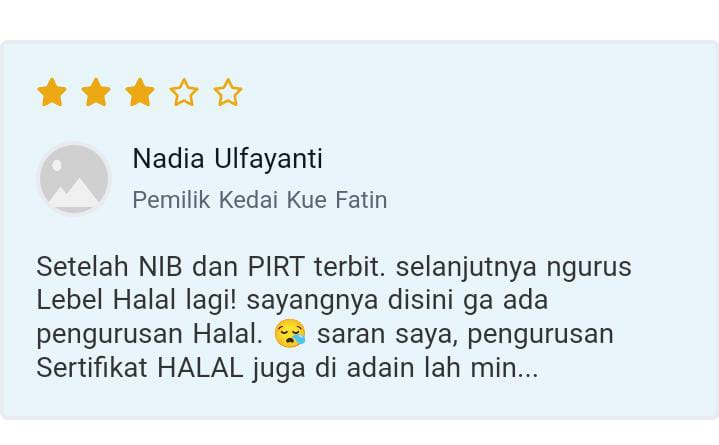 Nadia Ulfayanti
Pemilik Kedai Kue Fatin
Setelah NIB dan PIRT terbit. selanjutnya ngurus
Lebel Halal lagi! sayangnya disini ga ada
pengurusan Halal. 😪 saran saya, pengurusan
Sertifikat HALAL juga di adain lah min...